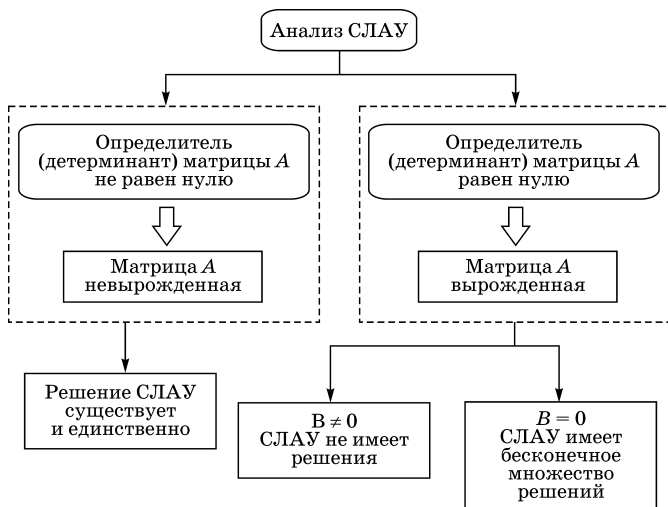 Анализ СЛАУ
Определитель
(детерминант) матрицы A
не равен нулю
Матрица A
невырожденная
Решение СЛАУ
существует
и единственно
Определитель
(детерминант) матрицы A
равен нулю
Матрица A
вырожденная
B ≠ 0
СЛАУ не имеет
решения
B = 0
СЛАУ имеет
бесконечное
множество
решений